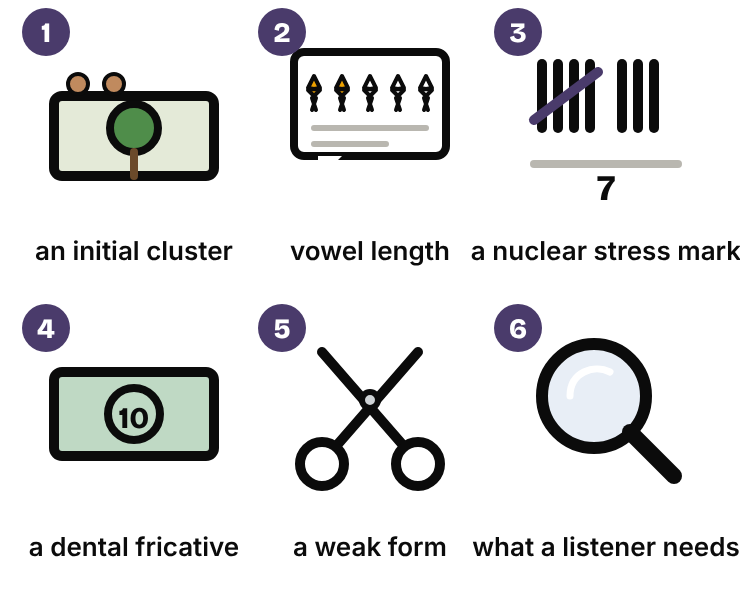 1
2
3
7
an initial cluster
vowel length
a nuclear stress mark
4
5
6
10
a dental fricative
a weak form
what a listener needs